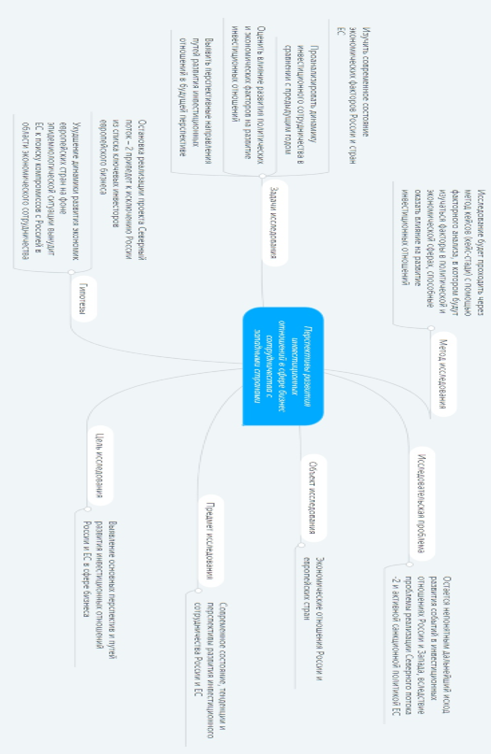 Перспективы развития
инвестиционных
отношений в сфере бизнес
сотрудничества с
западными странами
Метод исследования
Исследование будет проходить через
метод кейсов (кейс-стади) с помощью
факторного анализа, в котором будут
изучаться факторы в политической и
экономической сферах, способные
оказать влияние на развитие
инвестиционных отношений
Задачи исследования
Изучить современное состояние
экономических факторов России и стран
ЕС
Проанализировать динамику
инвестиционного сотрудничества в
сравнении с предыдущим годом
Оценить влияние развития политических
и экономических факторов на развитие
инвестиционных отношений
Выявить перспективные направления
путей развития инвестиционных
отношений в будущей перспективе
Гипотезы
Остановка реализации проекта Северный
поток – 2 приведет к исключению России
из списка ключевых инвесторов
европейского бизнеса
Ухудшение динамики развития экономик
европейских стран на фоне
эпидемиологической ситуации вынудит
ЕС к поиску компромиссов с Россией в
области экономического сотрудничества
Исследовательская проблема
Остается непонятным дальнейший исход
развития событий в инвестиционных
отношениях России и Запада, вследствие
проблемы реализации Северного потока
-2 и активной санкционной политикой ЕС
Объект исследования
Экономические отношения России и
европейских стран
Предмет исследования
Современное состояние, тенденции и
перспективы развития инвестиционного
сотрудничества России и ЕС
Цель исследования
Выявление основных перспектив и путей
развития инвестиционных отношений
России и ЕС в сфере бизнеса